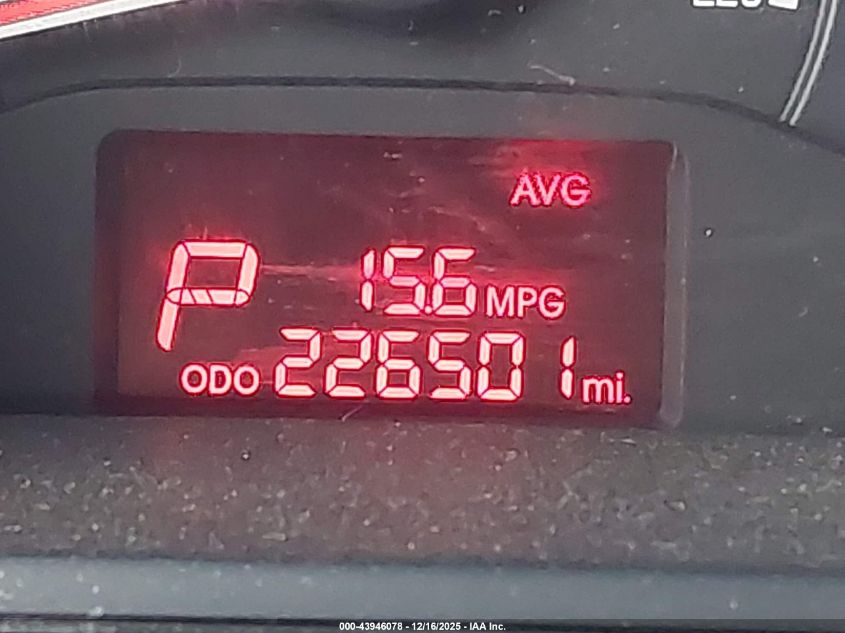 AVG
P 15.6 MPG
ODO 226501 mi.
000-43946078 - 12/16/2025 - IAA Inc.